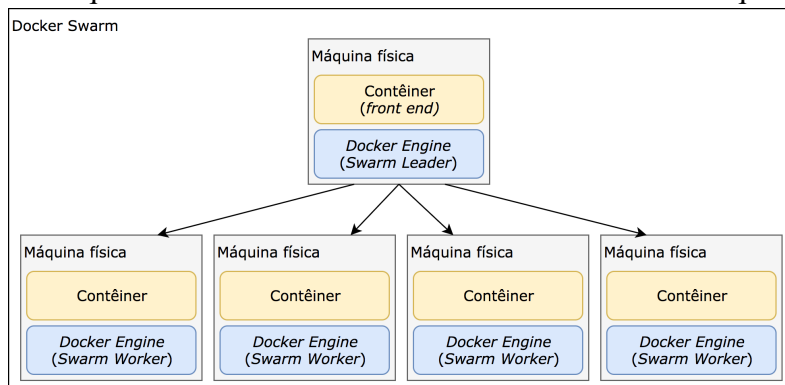 Docker Swarm
Máquina física
Contêiner
(front end)
Docker Engine
(Swarm Leader)
Máquina física
Contêiner
Docker Engine
(Swarm Worker)
Máquina física
Contêiner
Docker Engine
(Swarm Worker)
Máquina física
Contêiner
Docker Engine
(Swarm Worker)
Máquina física
Contêiner
Docker Engine
(Swarm Worker)